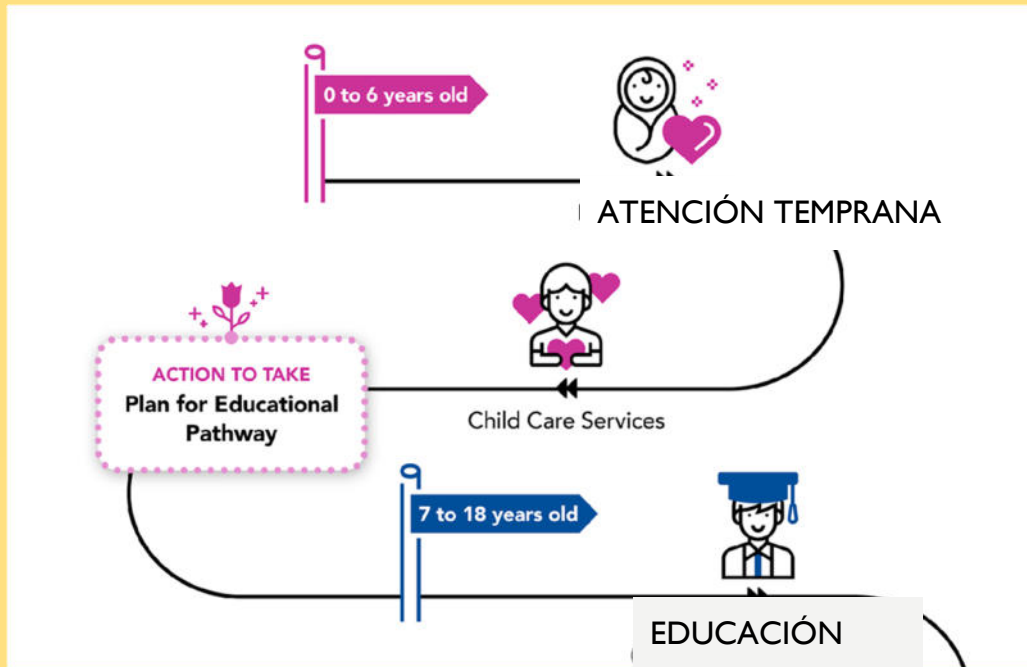 0 to 6 years old
ATENCIÓN TEMPRANA
Child Care Services
ACTION TO TAKE
Plan for Educational
Pathway
7 to 18 years old
EDUCACIÓN